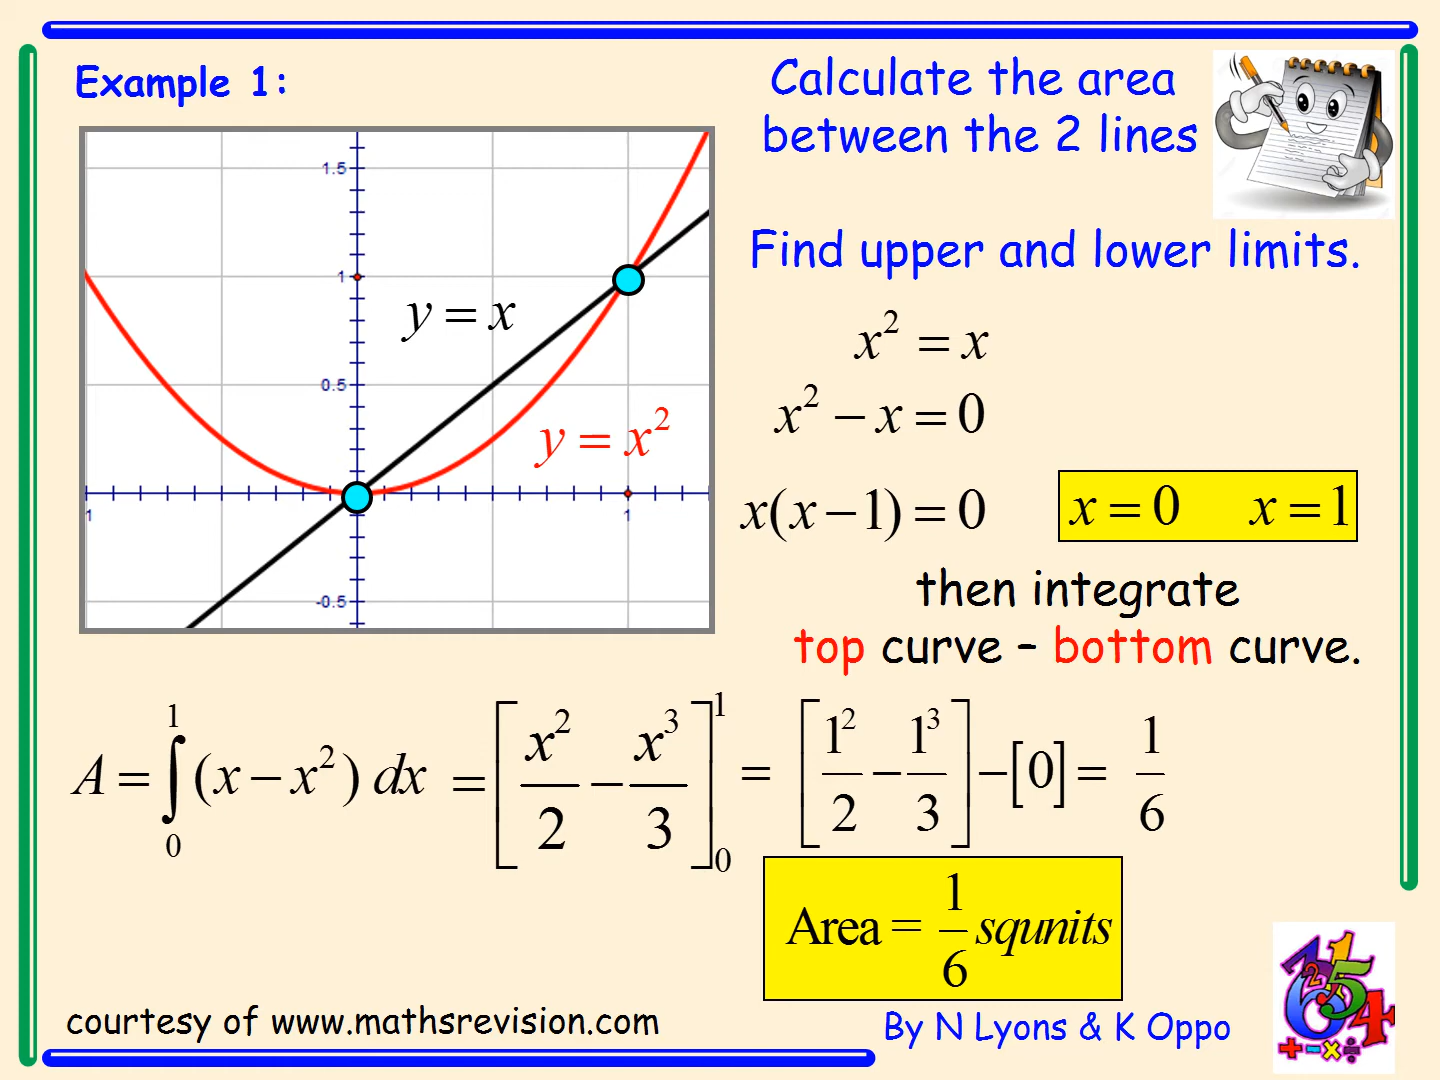 Example 1:
Calculate the area
between the 2 lines
1.5
1
0.5
-0.5
1
1
y = x
y = x²
Find upper and lower limits.
x² = x
x² − x = 0
x(x − 1) = 0
x = 0 x = 1
then integrate
top curve – bottom curve.
A = ∫₀¹ (x − x²) dx = [x²/2 − x³/3]₀¹ = [1²/2 − 1³/3] − [0] = 1/6
Area = 1/6 squnits
courtesy of www.mathsrevision.com
By N Lyons & K Oppo